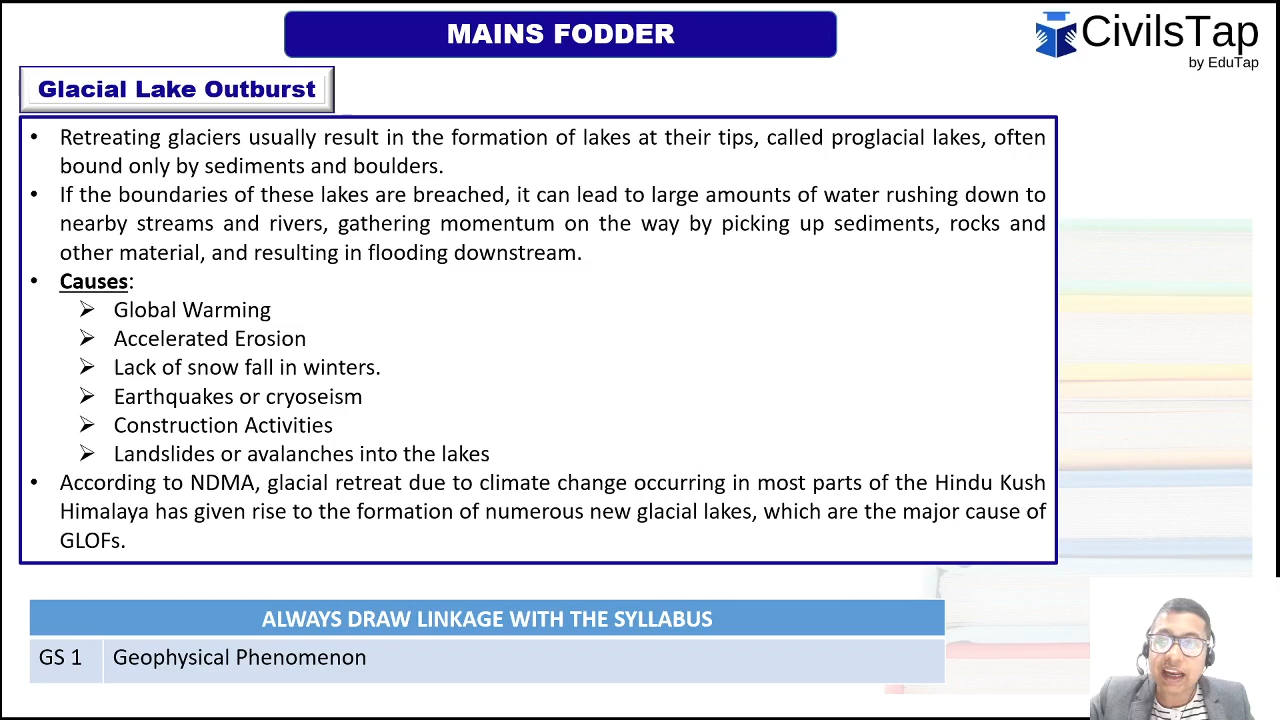 MAINS FODDER
CivilsTap
by EduTap
Glacial Lake Outburst
• Retreating glaciers usually result in the formation of lakes at their tips, called proglacial lakes, often
bound only by sediments and boulders.
• If the boundaries of these lakes are breached, it can lead to large amounts of water rushing down to
nearby streams and rivers, gathering momentum on the way by picking up sediments, rocks and
other material, and resulting in flooding downstream.
• Causes:
➢ Global Warming
➢ Accelerated Erosion
➢ Lack of snow fall in winters.
➢ Earthquakes or cryoseism
➢ Construction Activities
➢ Landslides or avalanches into the lakes
• According to NDMA, glacial retreat due to climate change occurring in most parts of the Hindu Kush
Himalaya has given rise to the formation of numerous new glacial lakes, which are the major cause of
GLOFs.
ALWAYS DRAW LINKAGE WITH THE SYLLABUS
GS 1 Geophysical Phenomenon